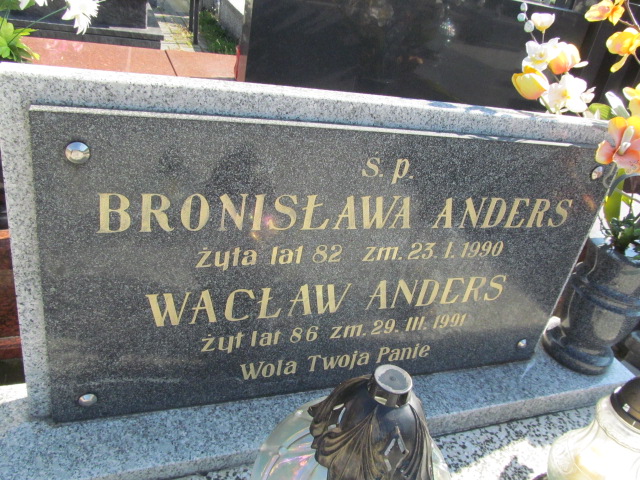 ś. p.
BRONISŁAWA ANDERS
żyła lat 82 zm. 23. I. 1990
WACŁAW ANDERS
żył lat 86 zm. 29. III. 1991
Wola Twoja Panie